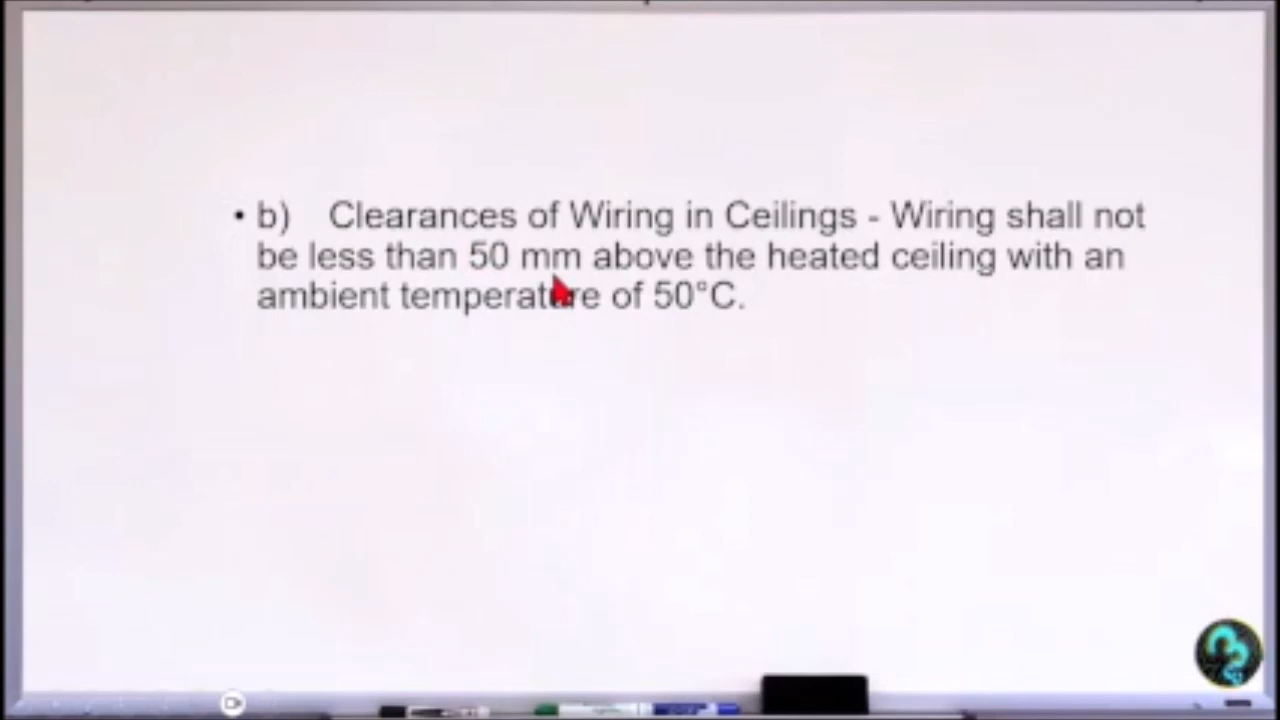 • b) Clearances of Wiring in Ceilings - Wiring shall not
be less than 50 mm above the heated ceiling with an
ambient temperature of 50°C.